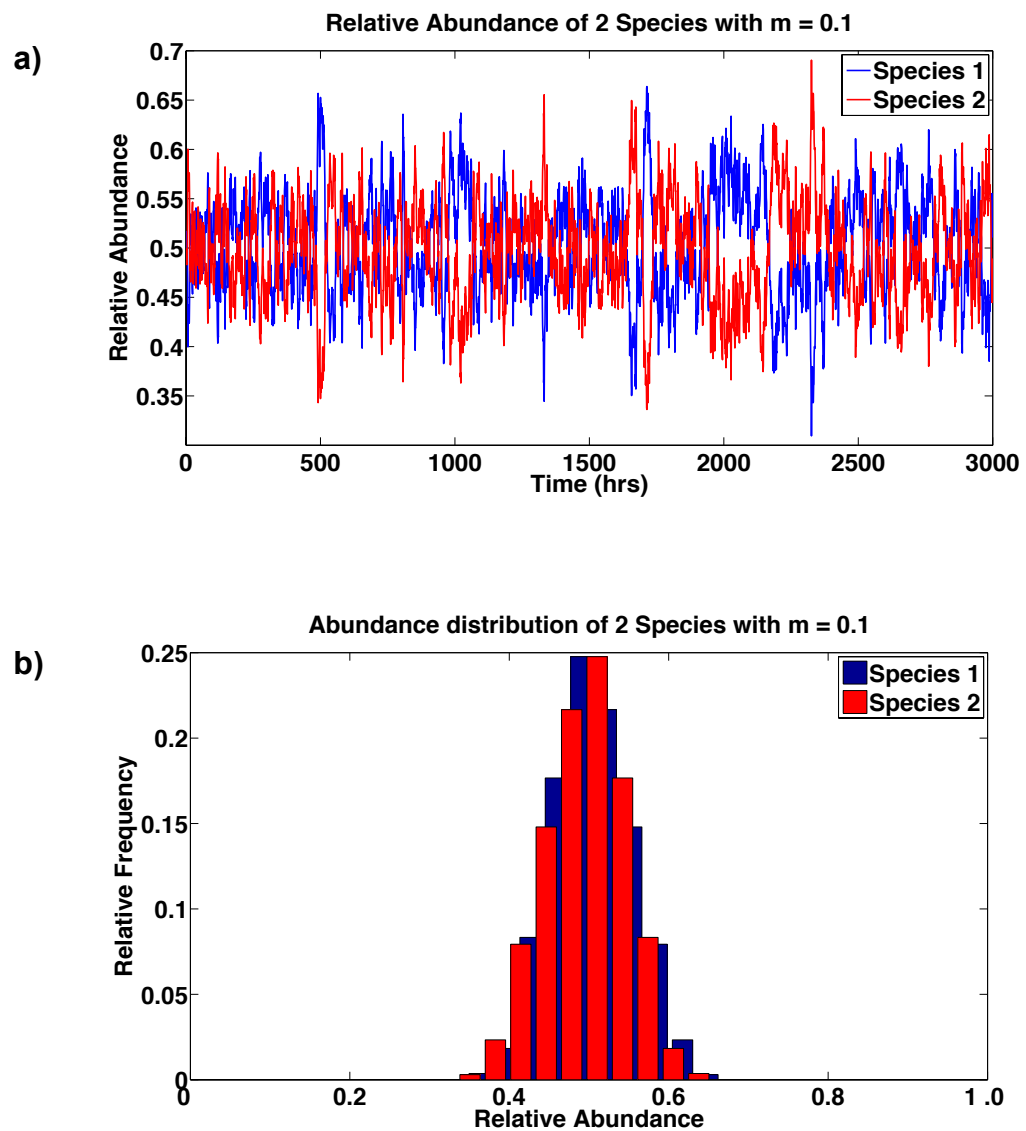 a)
Relative Abundance of 2 Species with m = 0.1
Relative Abundance
0.7
0.65
0.6
0.55
0.5
0.45
0.4
0.35
Species 1
Species 2
0 500 1000 1500 2000 2500 3000
Time (hrs)
b)
Abundance distribution of 2 Species with m = 0.1
Relative Frequency
0.25
0.2
0.15
0.1
0.05
0
Species 1
Species 2
0 0.2 0.4 0.6 0.8 1 .0
Relative Abundance